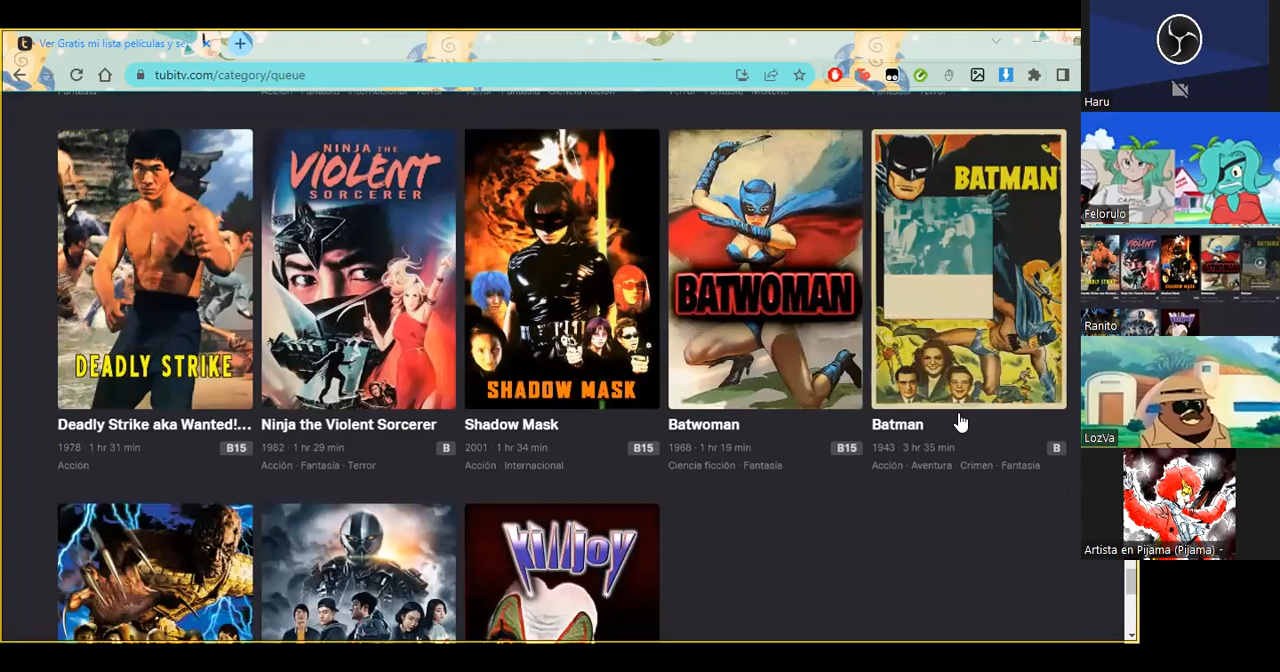 Ver Gratis mi lista películas y se
tubitv.com/category/queue
Haru
Felorulo
Ranito
LozVa
Artista en Pijama (Pijama) -
DEADLY STRIKE
NINJA THE
VIOLENT
SORCERER
SHADOW MASK
BATWOMAN
BATMAN
Deadly Strike aka Wanted!...
1978 · 1 hr 31 min
B15
Acción
Ninja the Violent Sorcerer
1982 · 1 hr 29 min
B
Acción · Fantasía · Terror
Shadow Mask
2001 · 1 hr 34 min
B15
Acción · Internacional
Batwoman
1968 · 1 hr 19 min
B15
Ciencia ficción · Fantasía
Batman
1943 · 3 hr 35 min
B
Acción · Aventura · Crimen · Fantasía
killjoy